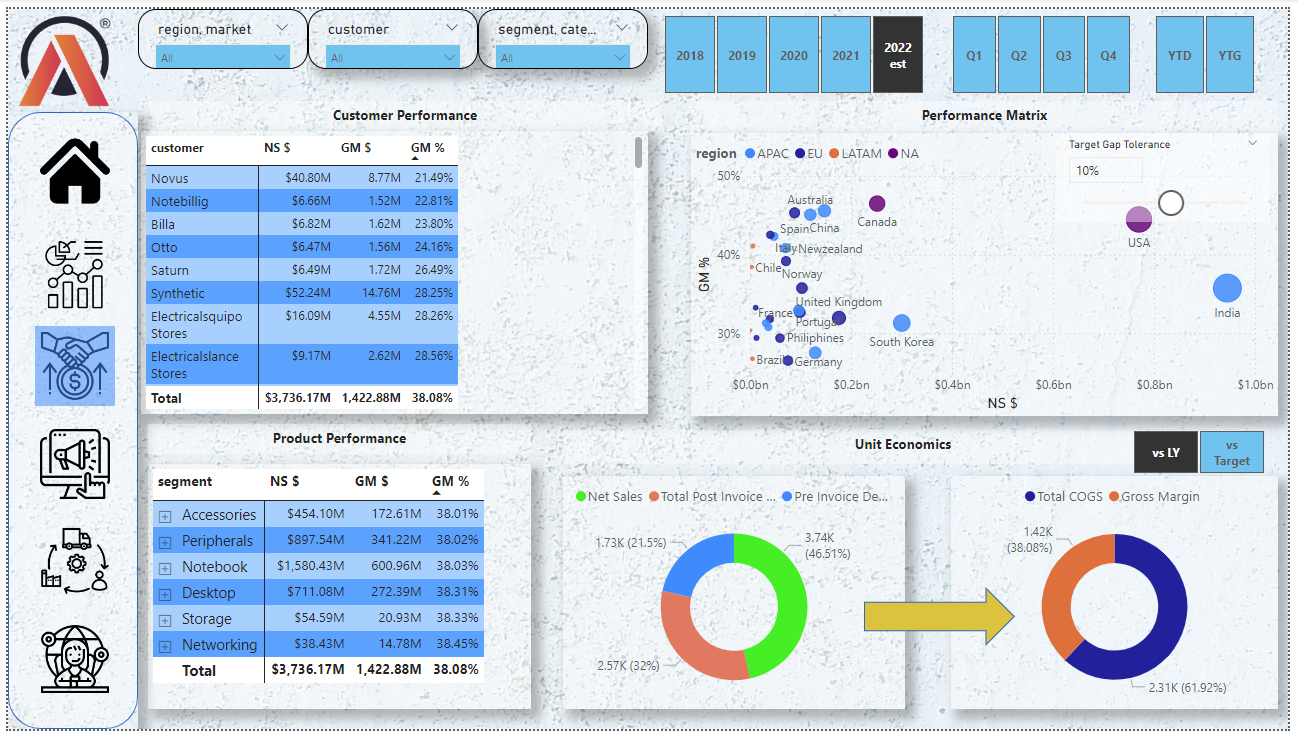 ®
region, market
customer
segment, cate...
All
All
All
2018
2019
2020
2021
2022
est
Q1
Q2
Q3
Q4
YTD
YTG
Customer Performance
customer NS $ GM $ GM %
Novus $40.80M 8.77M 21.49%
Notebillig $6.66M 1.52M 22.81%
Billa $6.82M 1.62M 23.80%
Otto $6.47M 1.56M 24.16%
Saturn $6.49M 1.72M 26.49%
Synthetic $52.24M 14.76M 28.25%
Electricalsquipo $16.09M 4.55M 28.26%
Stores
Electricalslance $9.17M 2.62M 28.56%
Stores
Total $3,736.17M 1,422.88M 38.08%
Performance Matrix
region APAC EU LATAM NA
Target Gap Tolerance
10%
GM %
50%
40%
30%
Australia
Spain
China
Canada
USA
Italy
Newzealand
Chile
Norway
India
United Kingdom
France
Portugal
South Korea
Philiphines
Brazil
Germany
$0.0bn $0.2bn $0.4bn $0.6bn $0.8bn $1.0bn
NS $
Product Performance
segment NS $ GM $ GM %
Accessories $454.10M 172.61M 38.01%
Peripherals $897.54M 341.22M 38.02%
Notebook $1,580.43M 600.96M 38.03%
Desktop $711.08M 272.39M 38.31%
Storage $54.59M 20.93M 38.33%
Networking $38.43M 14.78M 38.45%
Total $3,736.17M 1,422.88M 38.08%
Unit Economics
vs LY
vs
Target
Net Sales Total Post Invoice ... Pre Invoice De...
1.73K (21.5%)
3.74K
(46.51%)
2.57K (32%)
Total COGS Gross Margin
1.42K
(38.08%)
2.31K (61.92%)